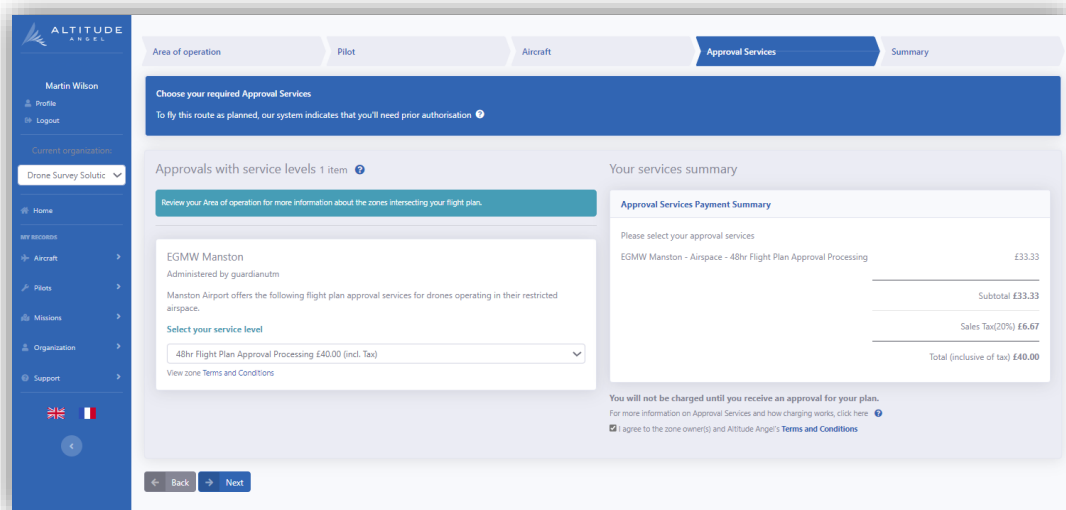 ALTITUDE
ANGEL
Martin Wilson
Profile
Logout
Current organization:
Drone Survey Solutic
Home
MY RECORDS
Aircraft
Pilots
Missions
Organization
Support
Area of operation
Pilot
Aircraft
Approval Services
Summary
Choose your required Approval Services
To fly this route as planned, our system indicates that you'll need prior authorisation ?
Approvals with service levels 1 item ?
Review your Area of operation for more information about the zones intersecting your flight plan.
EGMW Manston
Administered by guardianutm
Manston Airport offers the following flight plan approval services for drones operating in their restricted
airspace.
Select your service level
48hr Flight Plan Approval Processing £40.00 (incl. Tax)
View zone Terms and Conditions
Your services summary
Approval Services Payment Summary
Please select your approval services
EGMW Manston - Airspace - 48hr Flight Plan Approval Processing £33.33
Subtotal £33.33
Sales Tax(20%) £6.67
Total (inclusive of tax) £40.00
You will not be charged until you receive an approval for your plan.
For more information on Approval Services and how charging works, click here ?
I agree to the zone owner(s) and Altitude Angel's Terms and Conditions
Back
Next